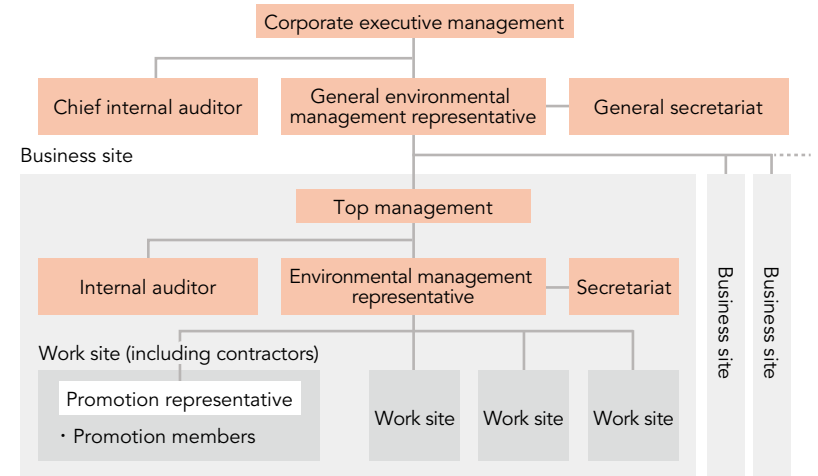 Corporate executive management
Chief internal auditor
General environmental
management representative
General secretariat
Business site
Top management
Internal auditor
Environmental management
representative
Secretariat
Business site
Business site
Work site (including contractors)
Promotion representative
・Promotion members
Work site
Work site
Work site